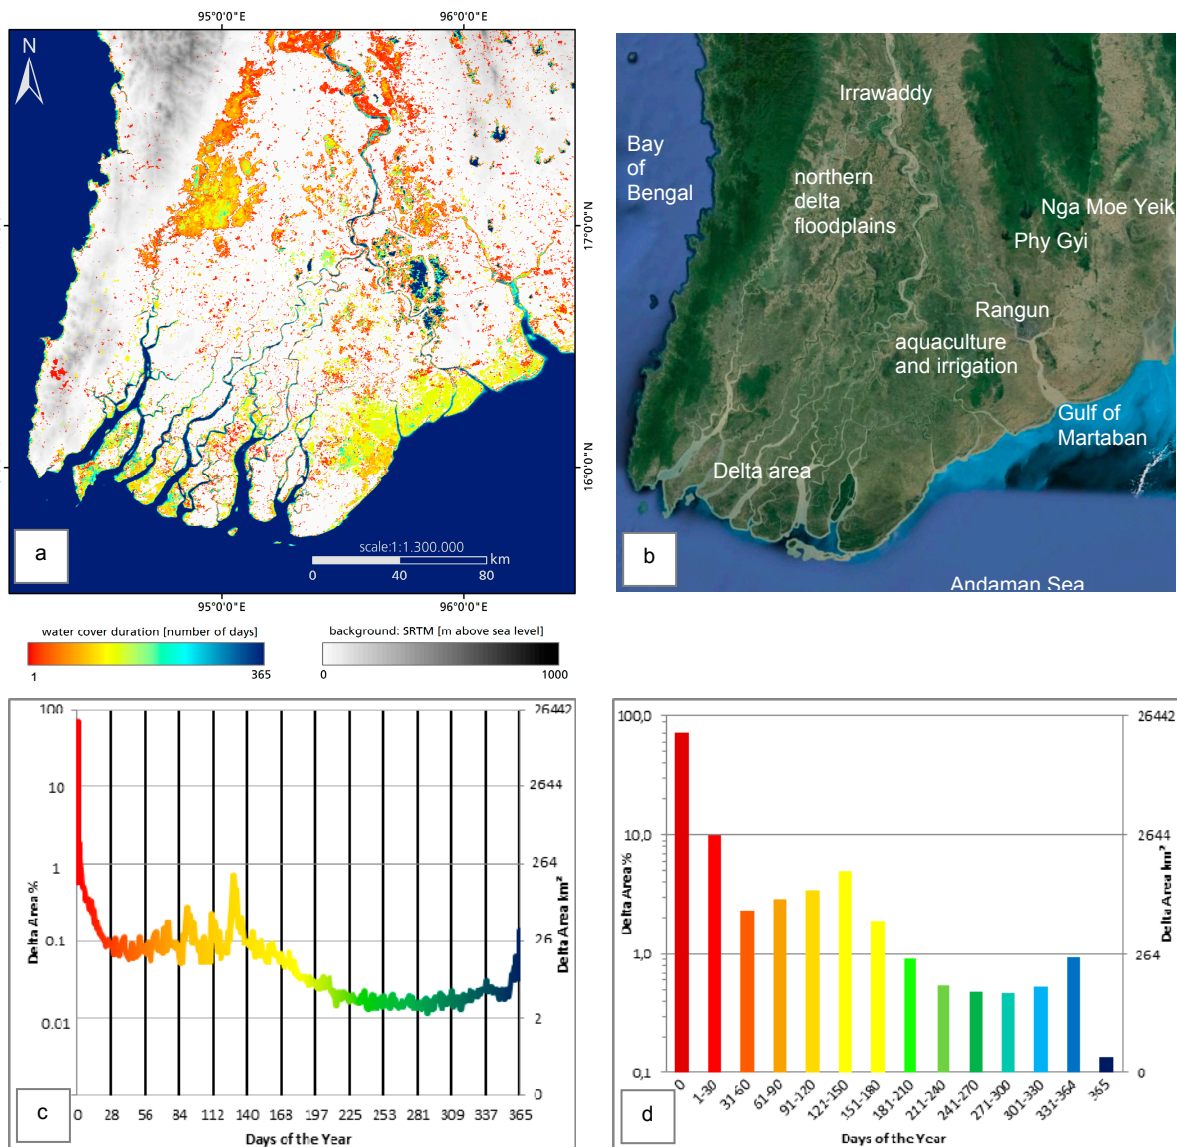 95°0'0"E
96°0'0"E
N
17°0'0"N
16°0'0"N
a
scale:1:1.300.000
km
0 40 80
95°0'0"E
96°0'0"E
water cover duration [number of days]
1 365
background: SRTM [m above sea level]
0 1000
Irrawaddy
Bay
of
Bengal
northern
delta
floodplains
Nga Moe Yeik
Phy Gyi
Rangun
aquaculture
and irrigation
Gulf of
Martaban
Delta area
b
Andaman Sea
100
10
1
0.1
0.01
Delta Area %
26442
2644
264
26
2
0
Delta Area km²
0 28 56 84 112 140 168 197 225 253 281 309 337 365
Days of the Year
c
100,0
10,0
1,0
0,1
Delta Area %
26442
2644
264
0
Delta Area km²
0 1-30 31-60 61-90 91-120 121-150 151-180 181-210 211-240 241-270 271-300 301-330 331-364 365
Days of the Year
d